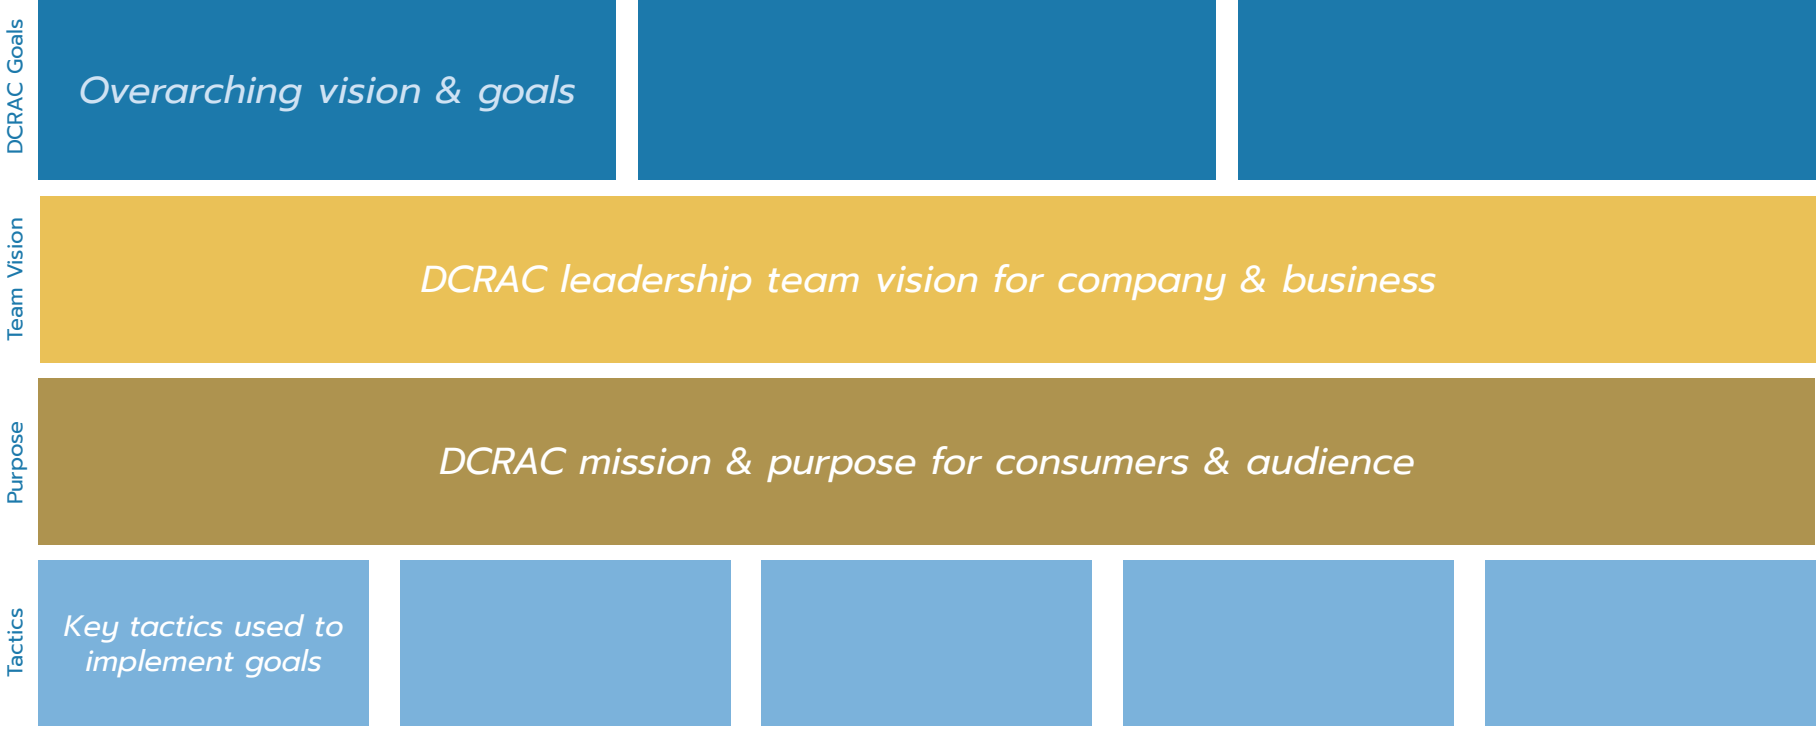 DCRAC Goals
Overarching vision & goals
Team Vision
DCRAC leadership team vision for company & business
Purpose
DCRAC mission & purpose for consumers & audience
Tactics
Key tactics used to
implement goals